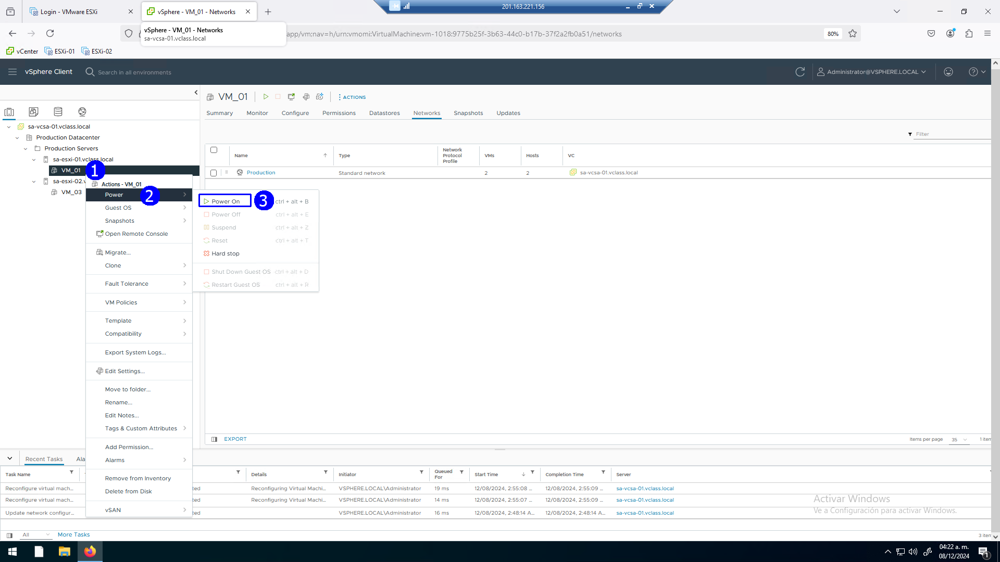 Login - VMware ESXi
vSphere - VM_01 - Networks
201.163.221.156
vSphere - VM_01 - Networks
sa-vcsa-01.vclass.local
app/vm;nav=h/urn:vmomi:VirtualMachine:vm-1018:9775b25f-3b63-44c0-b17b-37f2a2fb0a51/networks
80%
vCenter
ESXi-01
ESXi-02
vSphere Client
Search in all environments
Administrator@VSPHERE.LOCAL
VM_01
ACTIONS
Summary
Monitor
Configure
Permissions
Datastores
Networks
Snapshots
Updates
sa-vcsa-01.vclass.local
Production Datacenter
Production Servers
sa-esxi-01.vclass.local
VM_01
1
sa-esxi-02.v
VM_03
Actions - VM_01
Power
2
Guest OS
Snapshots
Open Remote Console
Migrate...
Clone
Fault Tolerance
VM Policies
Template
Compatibility
Export System Logs...
Edit Settings...
Move to folder...
Rename...
Edit Notes...
Tags & Custom Attributes
Add Permission...
Alarms
Remove from Inventory
Delete from Disk
vSAN
Power On
3
ctrl + alt + B
Power Off ctrl + alt + E
Suspend ctrl + alt + Z
Reset ctrl + alt + T
Hard stop
Shut Down Guest OS ctrl + alt + D
Restart Guest OS ctrl + alt + R
Filter
Name
Type
Network Protocol Profile
VMs
Hosts
VC
Production
Standard network
2
2
sa-vcsa-01.vclass.local
EXPORT
Items per page
35
1 item
Recent Tasks
Ala
Task Name
Details
Initiator
Queued For
Start Time
Completion Time
Server
Reconfigure virtual mach... ted Reconfiguring Virtual Machi... VSPHERE.LOCAL\Administrator 19 ms 12/08/2024, 2:55:08 ... 12/08/2024, 2:55:09 ... sa-vcsa-01.vclass.local
Reconfigure virtual mach... ted Reconfiguring Virtual Machi... VSPHERE.LOCAL\Administrator 14 ms 12/08/2024, 2:55:07 ... 12/08/2024, 2:55:09 ... sa-vcsa-01.vclass.local
Update network configur... ted VSPHERE.LOCAL\Administrator 16 ms 12/08/2024, 2:48:14 A... 12/08/2024, 2:48:14 A... sa-vcsa-01.vclass.local
Activar Windows
Ve a Configuración para activar Windows.
All
More Tasks
3 item
04:22 a. m.
08/12/2024
1